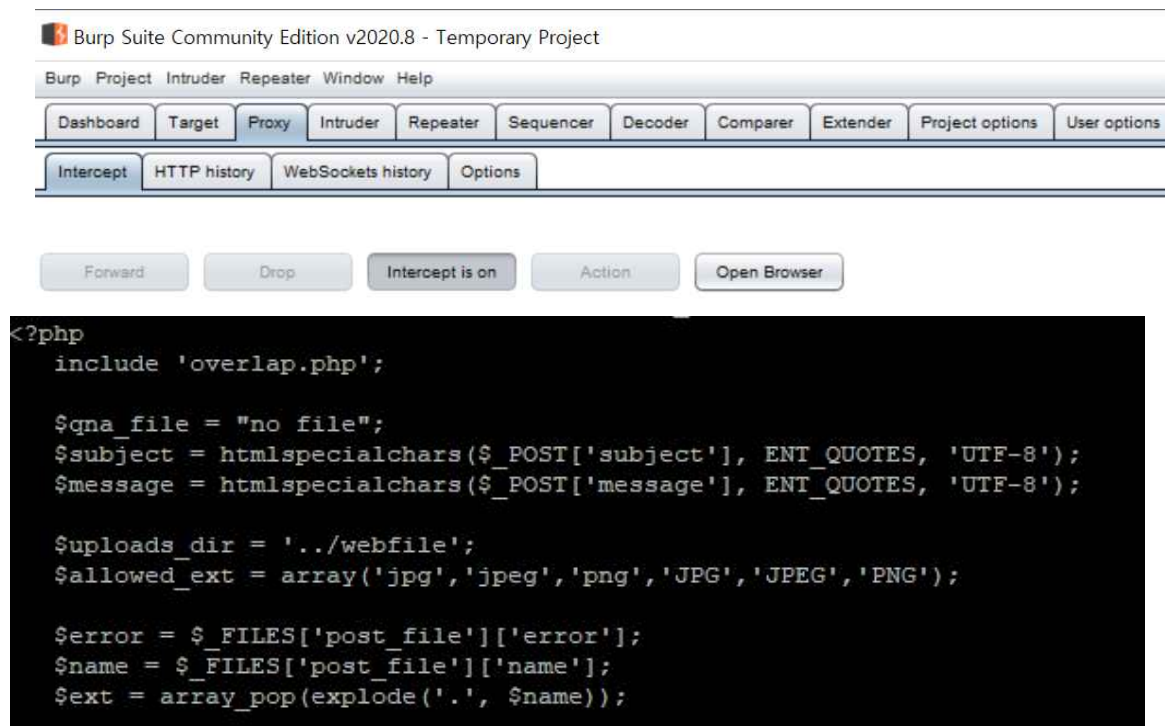 Burp Suite Community Edition v2020.8 - Temporary Project
Burp Project Intruder Repeater Window Help
Dashboard Target Proxy Intruder Repeater Sequencer Decoder Comparer Extender Project options User options
Intercept HTTP history WebSockets history Options
Forward Drop Intercept is on Action Open Browser
<?php
include 'overlap.php';
$qna_file = "no file";
$subject = htmlspecialchars($_POST['subject'], ENT_QUOTES, 'UTF-8');
$message = htmlspecialchars($_POST['message'], ENT_QUOTES, 'UTF-8');
$uploads_dir = '../webfile';
$allowed_ext = array('jpg','jpeg','png','JPG','JPEG','PNG');
$error = $_FILES['post_file']['error'];
$name = $_FILES['post_file']['name'];
$ext = array_pop(explode('.', $name));